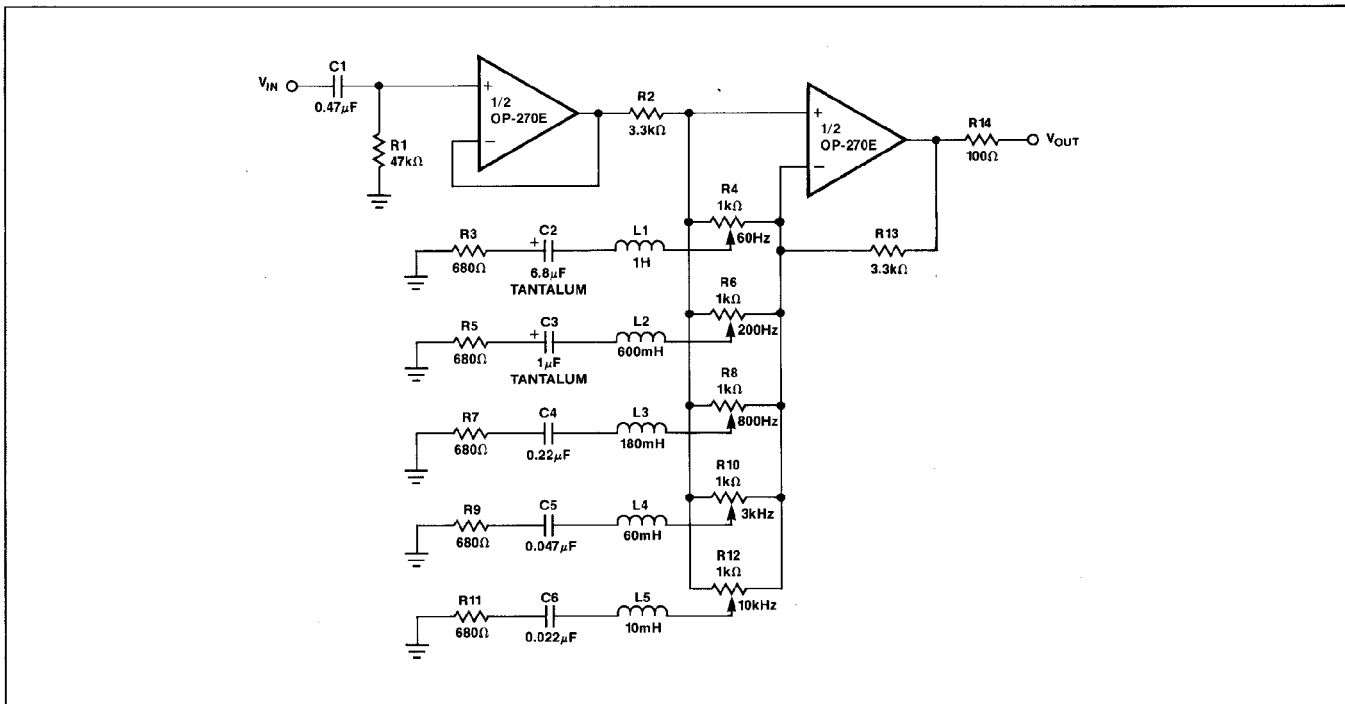 V_IN
C1
0.47μF
R1
47kΩ
+
1/2
OP-270E
−
R2
3.3kΩ
+
1/2
OP-270E
−
R14
100Ω
V_OUT
R13
3.3kΩ
R3
680Ω
+
C2
6.8μF
TANTALUM
L1
1H
R4
1kΩ
60Hz
R5
680Ω
+
C3
1μF
TANTALUM
L2
600mH
R6
1kΩ
200Hz
R7
680Ω
C4
0.22μF
L3
180mH
R8
1kΩ
800Hz
R9
680Ω
C5
0.047μF
L4
60mH
R10
1kΩ
3kHz
R11
680Ω
C6
0.022μF
L5
10mH
R12
1kΩ
10kHz